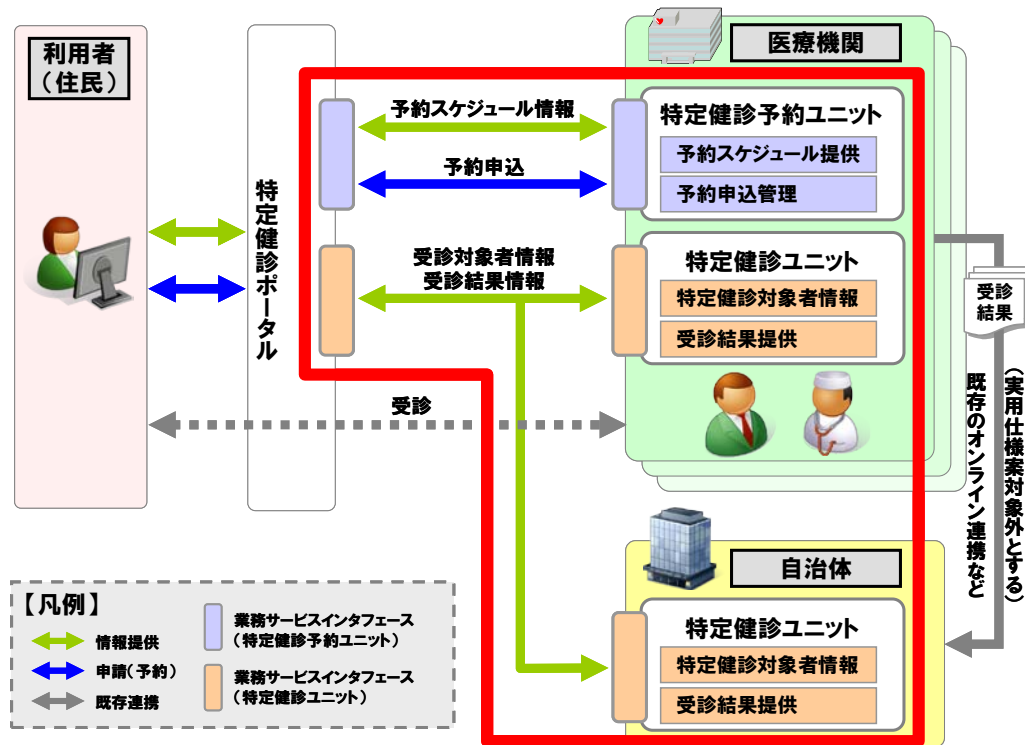 利用者
(住民)
特定健診ポータル
医療機関
予約スケジュール情報
予約申込
特定健診予約ユニット
予約スケジュール提供
予約申込管理
受診対象者情報
受診結果情報
特定健診ユニット
特定健診対象者情報
受診結果提供
受診
結果
受診
既存のオンライン連携など
(実用仕様案対象外とする)
自治体
特定健診ユニット
特定健診対象者情報
受診結果提供
【凡例】
情報提供
申請(予約)
既存連携
業務サービスインタフェース
(特定健診予約ユニット)
業務サービスインタフェース
(特定健診ユニット)